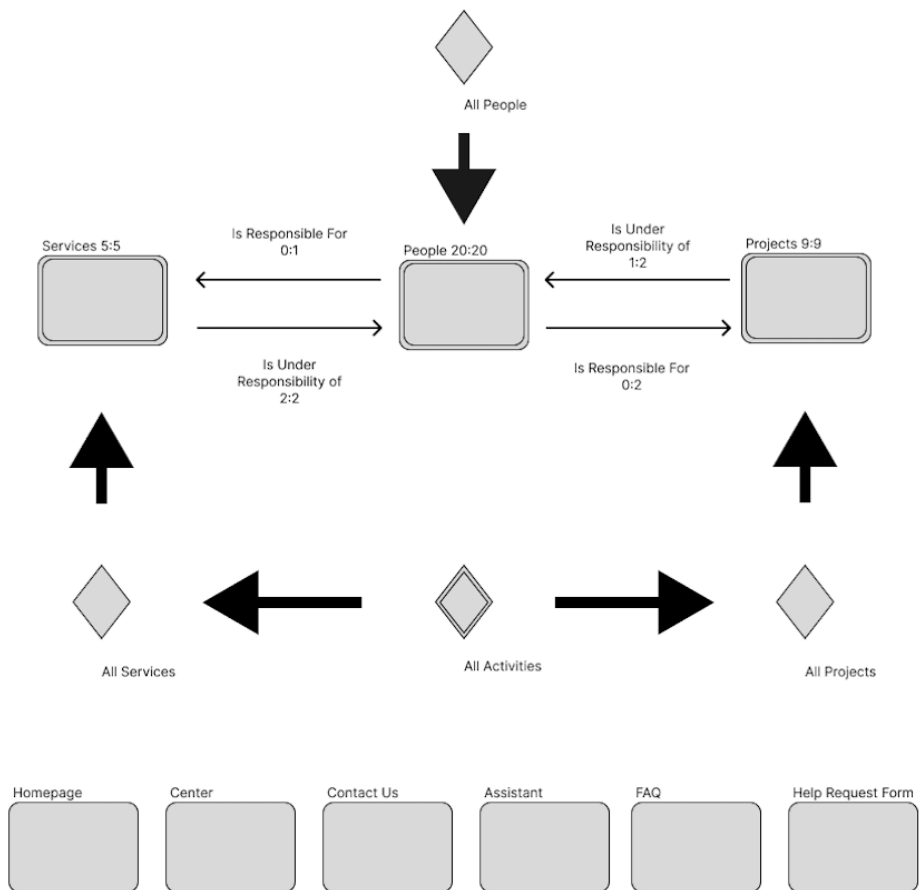 All People
Services 5:5
Is Responsible For
0:1
People 20:20
Is Under
Responsibility of
1:2
Projects 9:9
Is Under
Responsibility of
2:2
Is Responsible For
0:2
All Services
All Activities
All Projects
Homepage
Center
Contact Us
Assistant
FAQ
Help Request Form